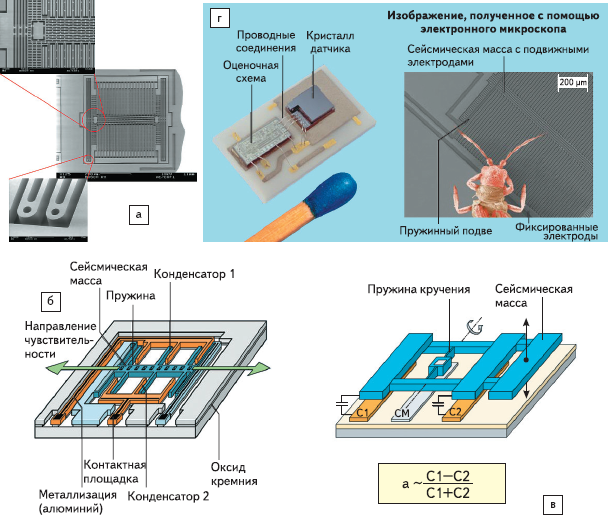 а
г
Проводные
соединения
Кристалл
датчика
Оценочная
схема
Изображение, полученное с помощью
электронного микроскопа
Сейсмическая масса с подвижными
электродами
200 μm
Пружинный подве
Фиксированные
электроды
б
Сейсмическая
масса
Конденсатор 1
Пружина
Направление
чувствитель-
ности
Контактная
площадка
Оксид
кремния
Металлизация
(алюминий)
Конденсатор 2
Пружина кручения
Сейсмическая
масса
C1
CM
C2
a ~ C1−C2
C1+C2
в